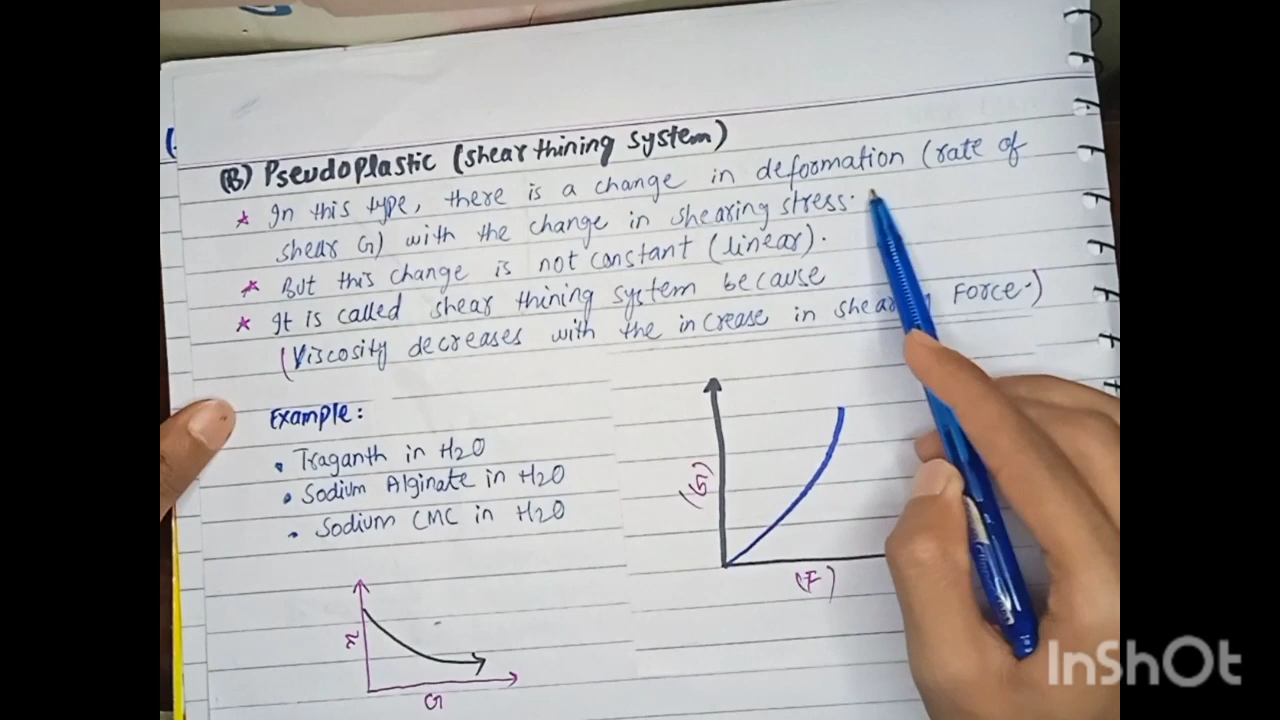 (B) Pseudoplastic (shear thining system)
* In this type, there is a change in deformation (rate of
shear G) with the change in shearing stress.
* But this change is not constant (linear).
* It is called shear thining system because
(Viscosity decreases with the increase in Force.)
Example:
• Traganth in H2O
• Sodium Alginate in H2O
• Sodium CMC in H2O
(G)
(F)
η
G
InShOt